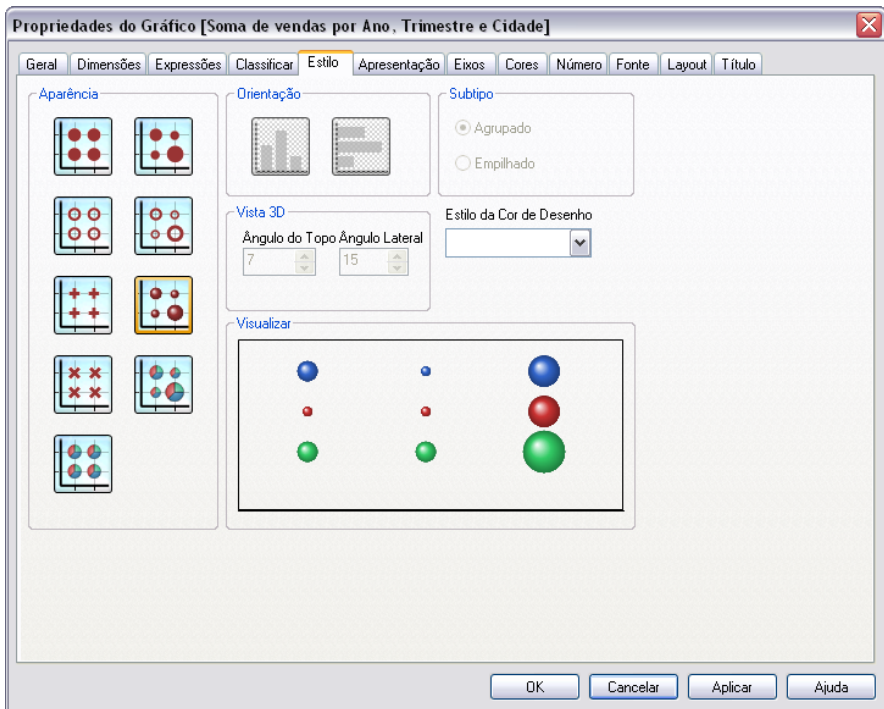 Propriedades do Gráfico [Soma de vendas por Ano, Trimestre e Cidade]
Geral Dimensões Expressões Classificar Estilo Apresentação Eixos Cores Número Fonte Layout Título
Aparência
Orientação
Subtipo
Agrupado
Empilhado
Vista 3D
Ângulo do Topo Ângulo Lateral
7 15
Estilo da Cor de Desenho
Visualizar
OK Cancelar Aplicar Ajuda